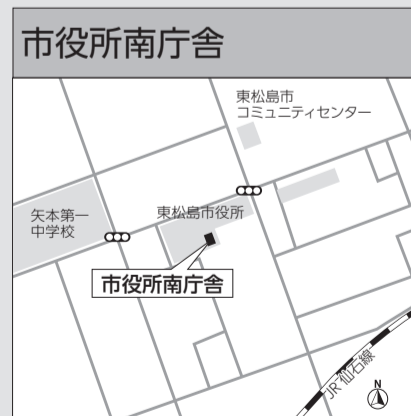 市役所南庁舎
東松島市
コミュニティセンター
矢本第一
中学校
東松島市役所
市役所南庁舎
JR仙石線
N